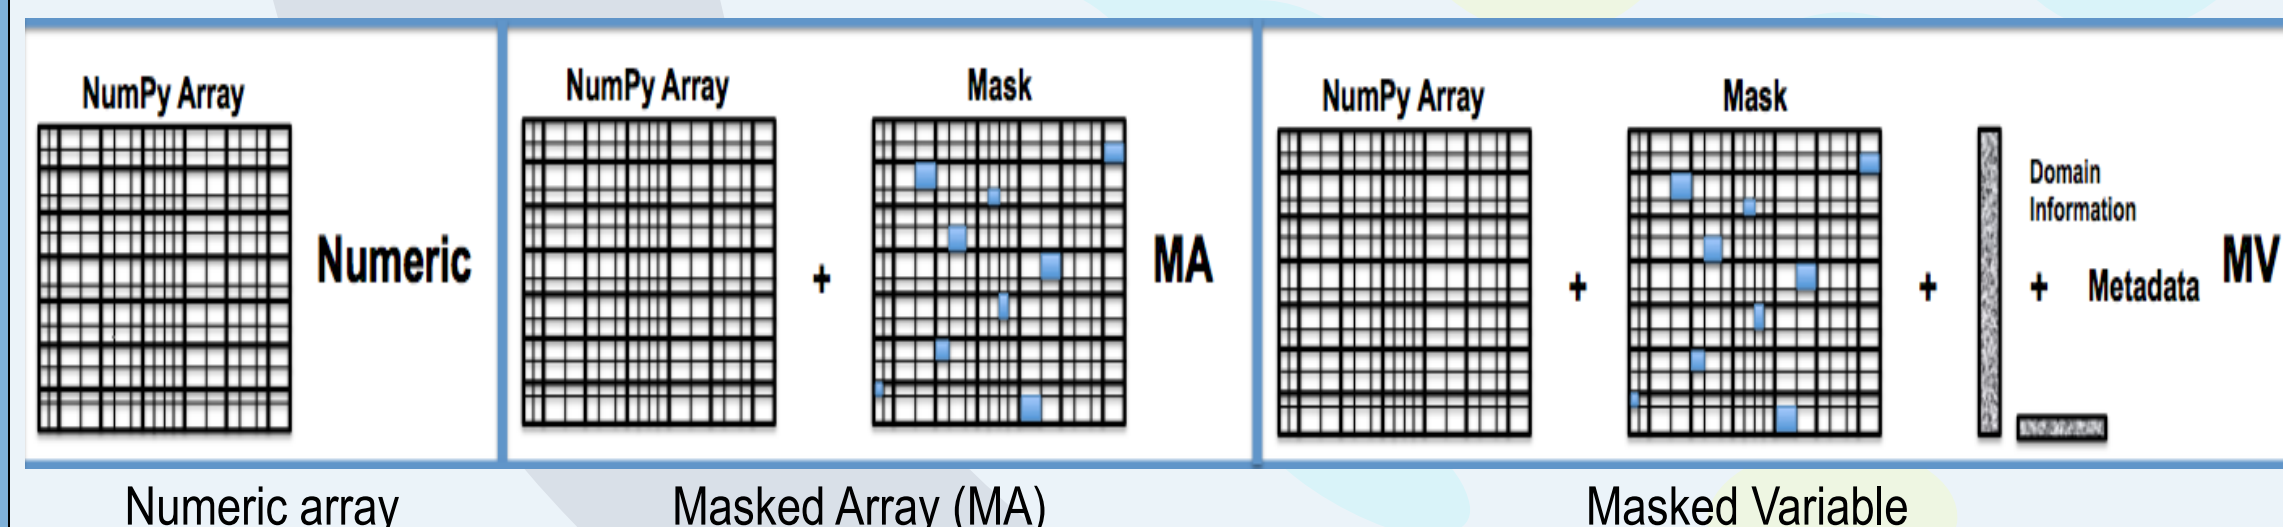 NumPy Array
Numeric
NumPy Array
+
Mask
MA
NumPy Array
+
Mask
+
Domain
Information
+ Metadata
MV
Numeric array
Masked Array (MA)
Masked Variable